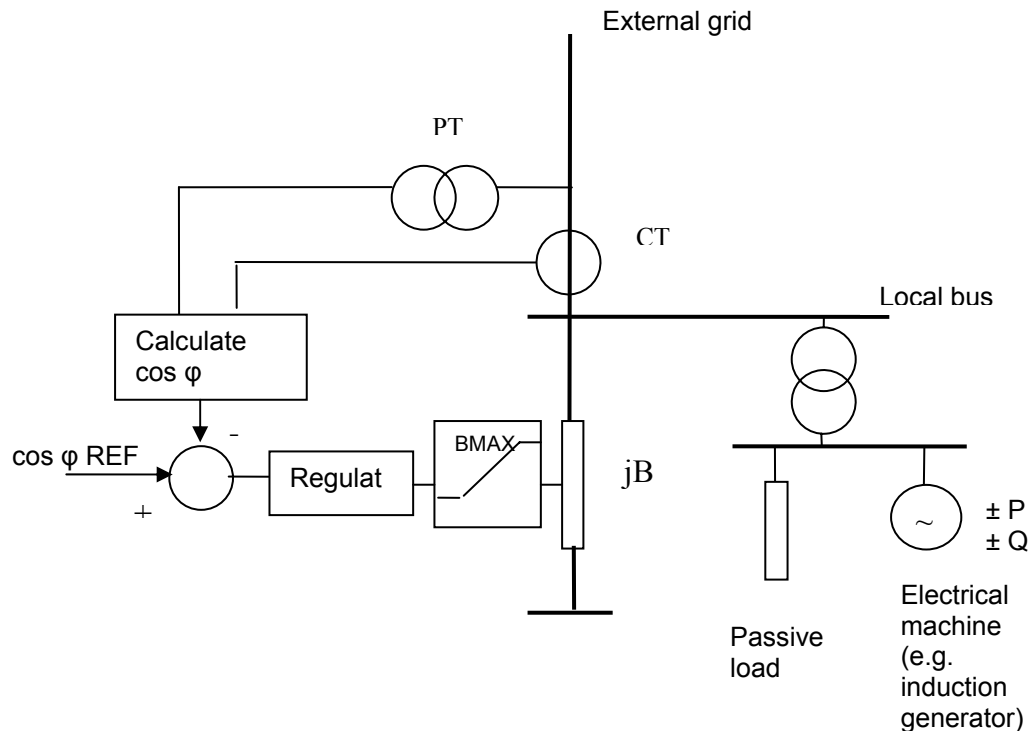 External grid
PT
CT
Local bus
Calculate
cos φ
-
cos φ REF
+
Regulat
BMAX
jB
~
± P
± Q
Passive
load
Electrical
machine
(e.g.
induction
generator)